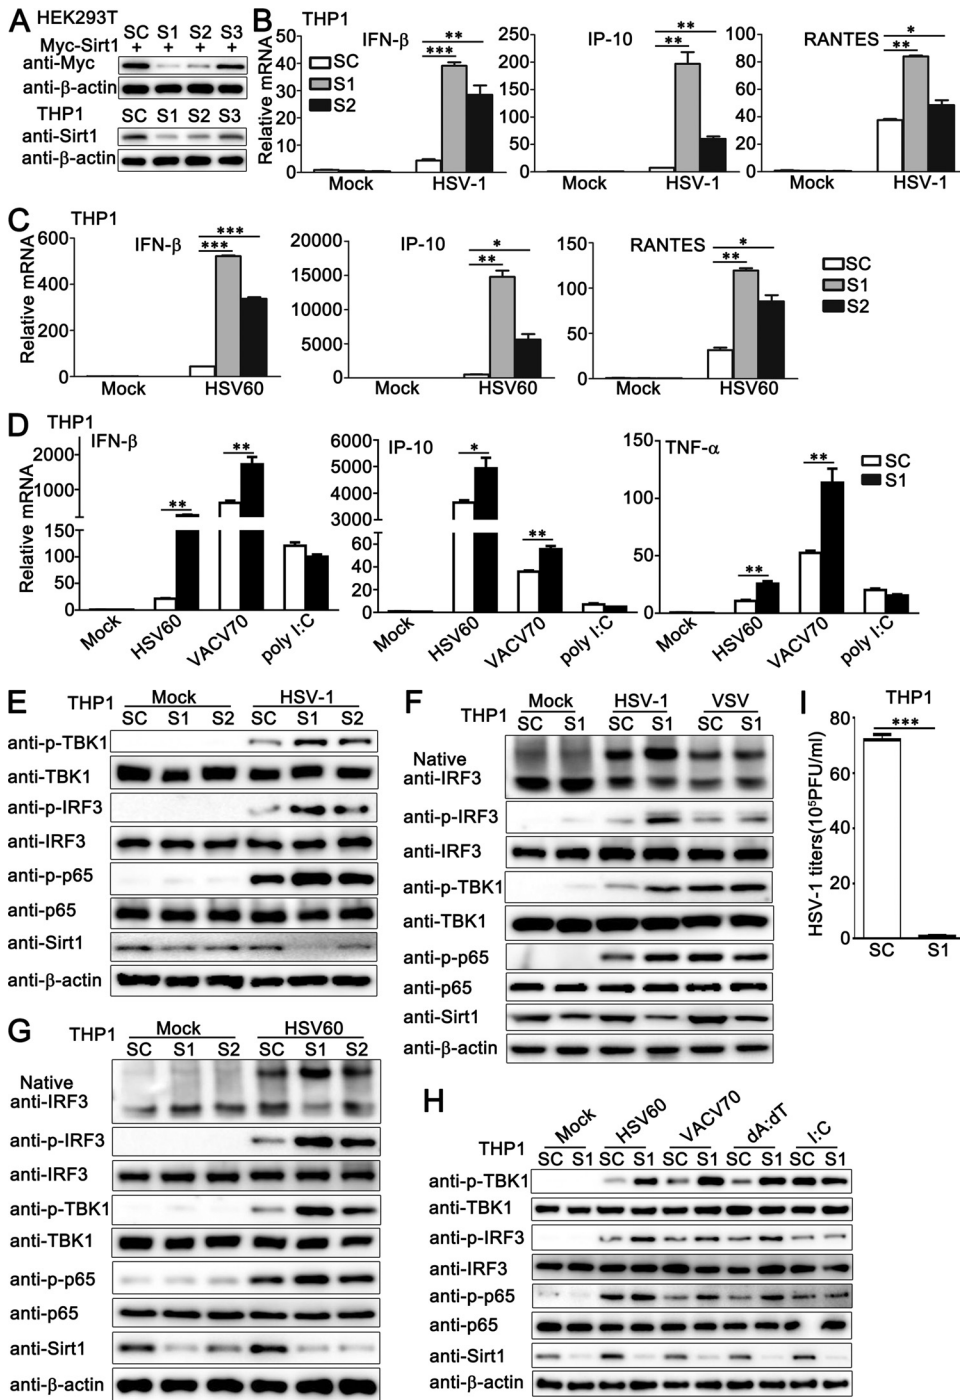 A HEK293T
SC S1 S2 S3
Myc-Sirt1 + + + +
anti-Myc
anti-β-actin
THP1 SC S1 S2 S3
anti-Sirt1
anti-β-actin
B THP1
Relative mRNA
50
40
30
20
10
0
IFN-β
SC
S1
S2
***
**
Mock HSV-1
250
200
150
100
50
0
IP-10
**
**
Mock HSV-1
100
80
60
40
20
0
RANTES
**
*
Mock HSV-1
C THP1
Relative mRNA
600
400
200
0
IFN-β
***
***
Mock HSV60
20000
15000
10000
5000
0
IP-10
*
**
Mock HSV60
150
100
50
0
RANTES
*
**
Mock HSV60
SC
S1
S2
D THP1
Relative mRNA
2000
1000
150
100
50
0
IFN-β
**
**
Mock HSV60 VACV70 poly I:C
6000
5000
4000
3000
60
40
20
0
IP-10
*
**
Mock HSV60 VACV70 poly I:C
150
100
50
0
TNF-α
**
**
SC
S1
Mock HSV60 VACV70 poly I:C
E THP1 Mock HSV-1
SC S1 S2 SC S1 S2
anti-p-TBK1
anti-TBK1
anti-p-IRF3
anti-IRF3
anti-p-p65
anti-p65
anti-Sirt1
anti-β-actin
F THP1 Mock HSV-1 VSV
SC S1 SC S1 SC S1
Native
anti-IRF3
anti-p-IRF3
anti-IRF3
anti-p-TBK1
anti-TBK1
anti-p-p65
anti-p65
anti-Sirt1
anti-β-actin
I THP1
HSV-1 titers(10⁵PFU/ml)
80
60
40
20
0
***
SC S1
G THP1 Mock HSV60
SC S1 S2 SC S1 S2
Native
anti-IRF3
anti-p-IRF3
anti-IRF3
anti-p-TBK1
anti-TBK1
anti-p-p65
anti-p65
anti-Sirt1
anti-β-actin
H THP1 Mock HSV60 VACV70 dA:dT I:C
SC S1 SC S1 SC S1 SC S1 SC S1
anti-p-TBK1
anti-TBK1
anti-p-IRF3
anti-IRF3
anti-p-p65
anti-p65
anti-Sirt1
anti-β-actin